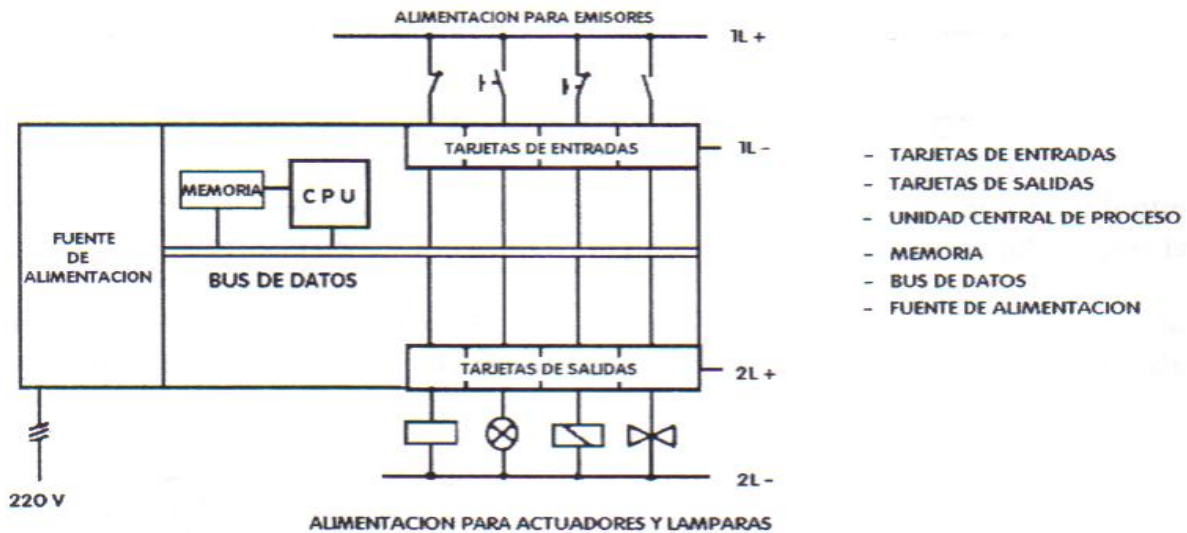 ALIMENTACION PARA EMISORES
1L +
TARJETAS DE ENTRADAS
1L -
MEMORIA
CPU
FUENTE
DE
ALIMENTACION
BUS DE DATOS
TARJETAS DE SALIDAS
2L +
2L -
220 V
ALIMENTACION PARA ACTUADORES Y LAMPARAS
- TARJETAS DE ENTRADAS
- TARJETAS DE SALIDAS
- UNIDAD CENTRAL DE PROCESO
- MEMORIA
- BUS DE DATOS
- FUENTE DE ALIMENTACION